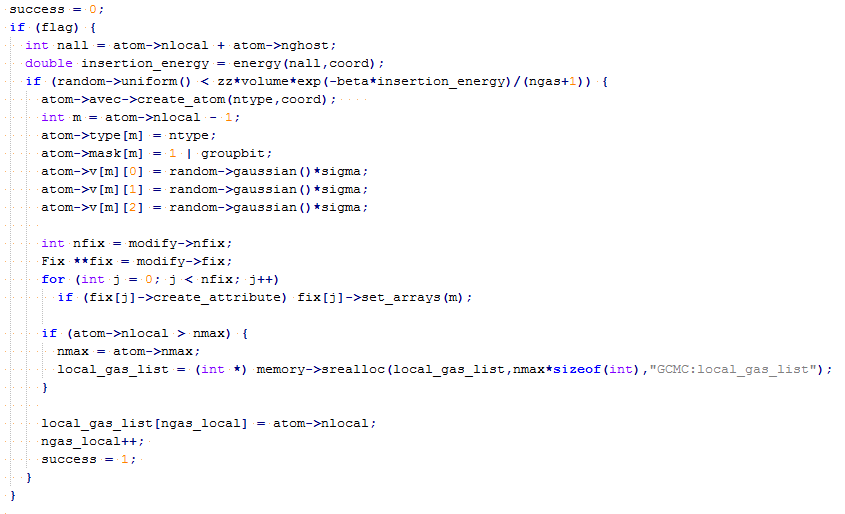 success = 0;
if (flag) {
  int nall = atom->nlocal + atom->nghost;
  double insertion_energy = energy(nall,coord);
  if (random->uniform() < zz*volume*exp(-beta*insertion_energy)/(ngas+1)) {
    atom->avec->create_atom(ntype,coord);
    int m = atom->nlocal - 1;
    atom->type[m] = ntype;
    atom->mask[m] = 1 | groupbit;
    atom->v[m][0] = random->gaussian()*sigma;
    atom->v[m][1] = random->gaussian()*sigma;
    atom->v[m][2] = random->gaussian()*sigma;
    int nfix = modify->nfix;
    Fix **fix = modify->fix;
    for (int j = 0; j < nfix; j++)
      if (fix[j]->create_attribute) fix[j]->set_arrays(m);
    if (atom->nlocal > nmax) {
      nmax = atom->nmax;
      local_gas_list = (int *) memory->srealloc(local_gas_list,nmax*sizeof(int),"GCMC:local_gas_list");
    }
    local_gas_list[ngas_local] = atom->nlocal;
    ngas_local++;
    success = 1;
  }
}